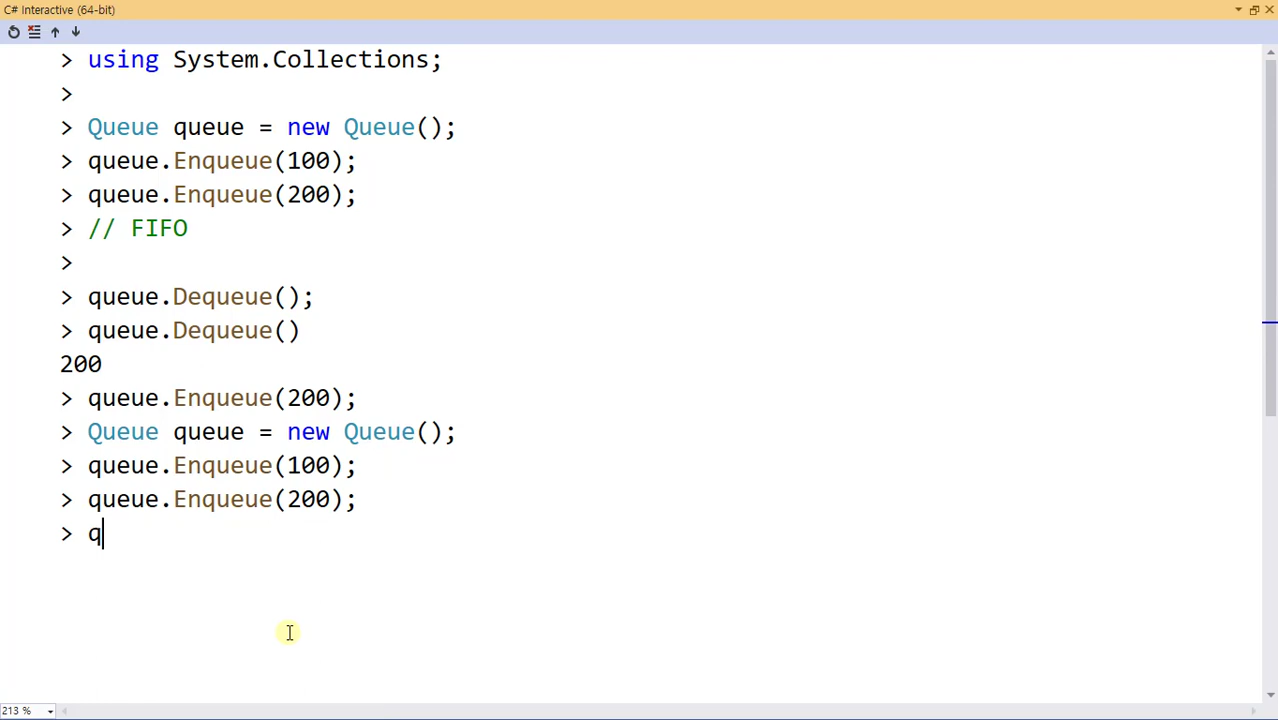 C# Interactive (64-bit)
> using System.Collections;
>
> Queue queue = new Queue();
> queue.Enqueue(100);
> queue.Enqueue(200);
> // FIFO
>
> queue.Dequeue();
> queue.Dequeue()
200
> queue.Enqueue(200);
> Queue queue = new Queue();
> queue.Enqueue(100);
> queue.Enqueue(200);
> q
213 %